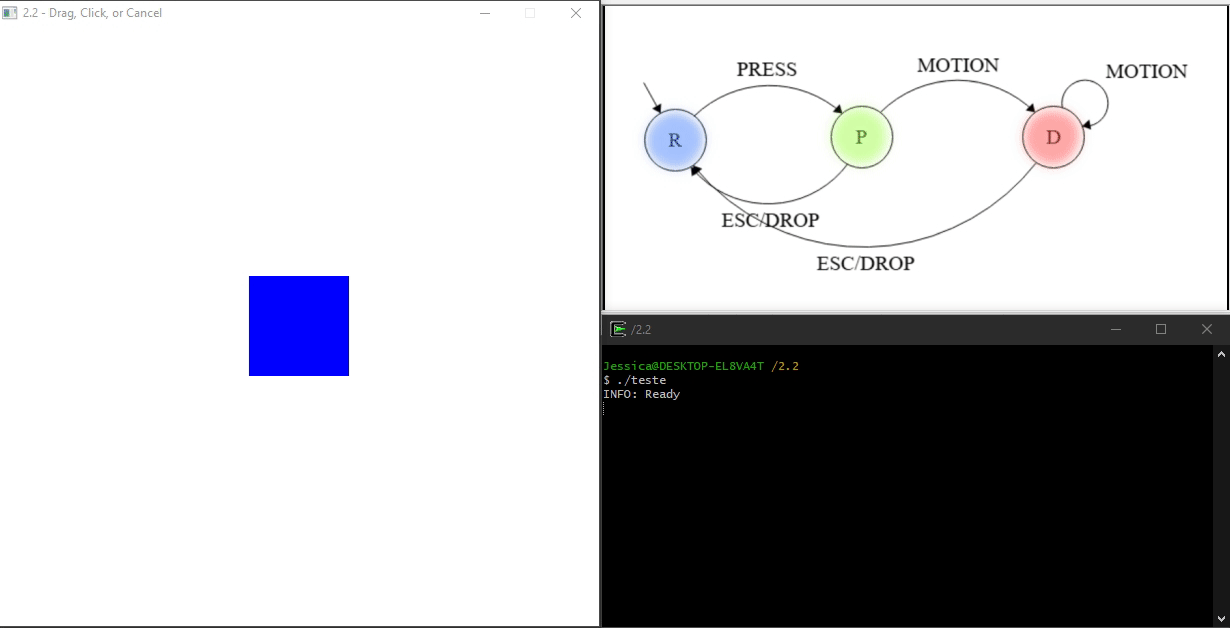 2.2 - Drag, Click, or Cancel
PRESS
MOTION
MOTION
R
P
D
ESC/DROP
ESC/DROP
/2.2
Jessica@DESKTOP-EL8VA4T /2.2
$ ./teste
INFO: Ready